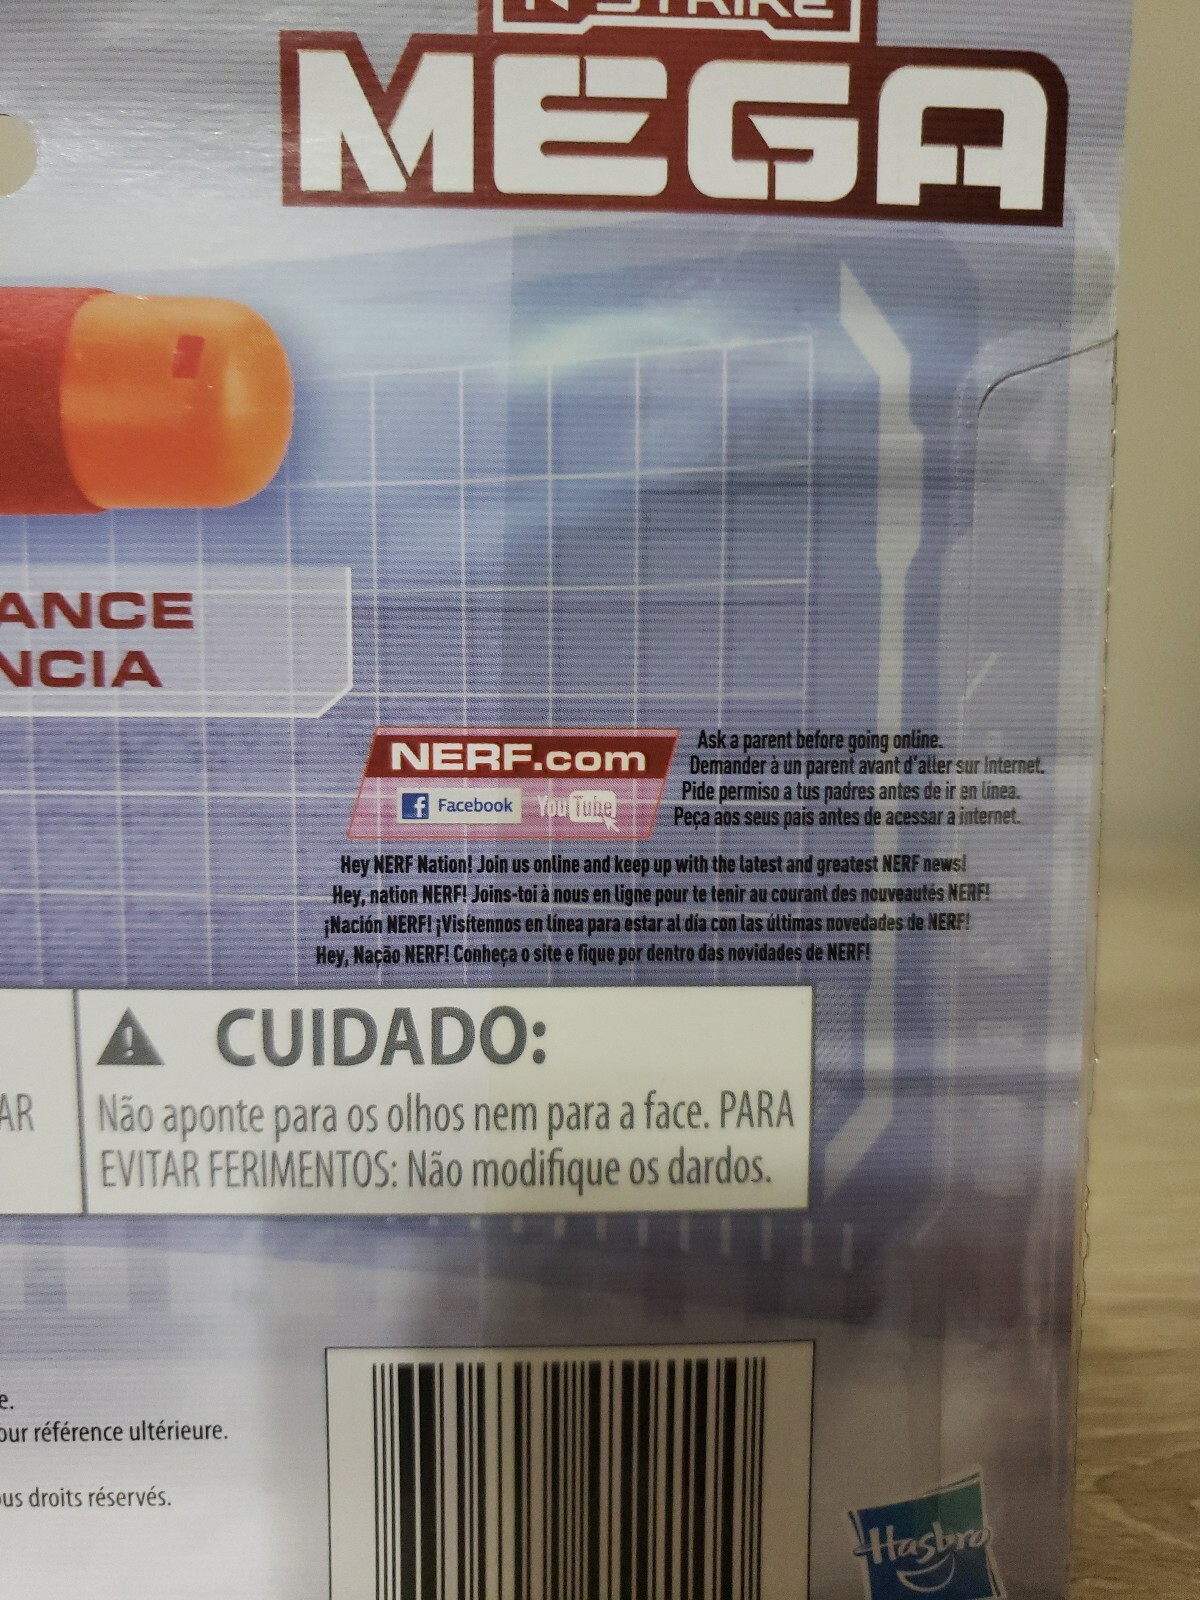 N STRIKE
MEGA
ANCE
NCIA
NERF.com
Facebook YouTube
Ask a parent before going online.
Demander à un parent avant d'aller sur Internet.
Pide permiso a tus padres antes de ir en línea.
Peça aos seus pais antes de acessar a internet.
Hey NERF Nation! Join us online and keep up with the latest and greatest NERF news!
Hey, nation NERF! Joins-toi à nous en ligne pour te tenir au courant des nouveautés NERF!
¡Nación NERF! ¡Visítennos en línea para estar al día con las últimas novedades de NERF!
Hey, Nação NERF! Conheça o site e fique por dentro das novidades de NERF!
AR
CUIDADO:
Não aponte para os olhos nem para a face. PARA
EVITAR FERIMENTOS: Não modifique os dardos.
e.
our référence ultérieure.
ous droits réservés.
Hasbro